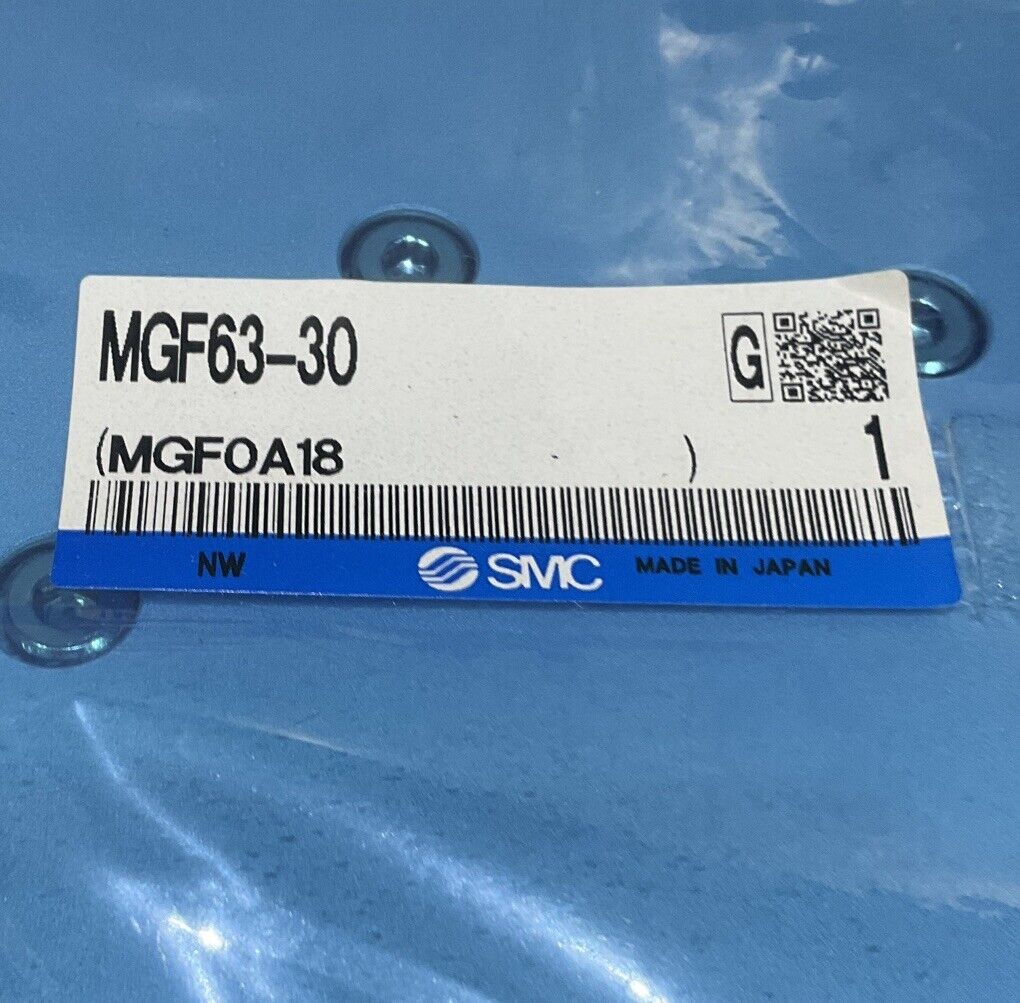 MGF63-30
G
(MGF0A18 )
1
NW SMC MADE IN JAPAN